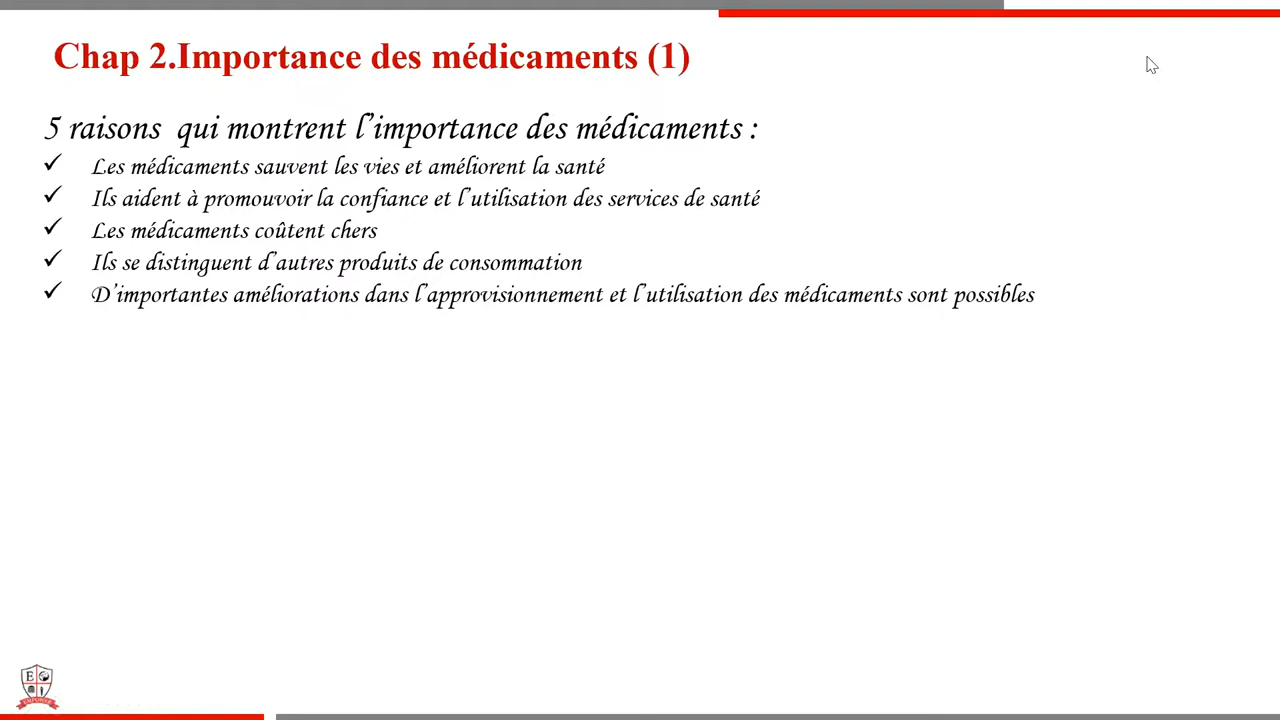 Chap 2.Importance des médicaments (1)
5 raisons qui montrent l’importance des médicaments :
✓ Les médicaments sauvent les vies et améliorent la santé
✓ Ils aident à promouvoir la confiance et l’utilisation des services de santé
✓ Les médicaments coûtent chers
✓ Ils se distinguent d’autres produits de consommation
✓ D’importantes améliorations dans l’approvisionnement et l’utilisation des médicaments sont possibles
E